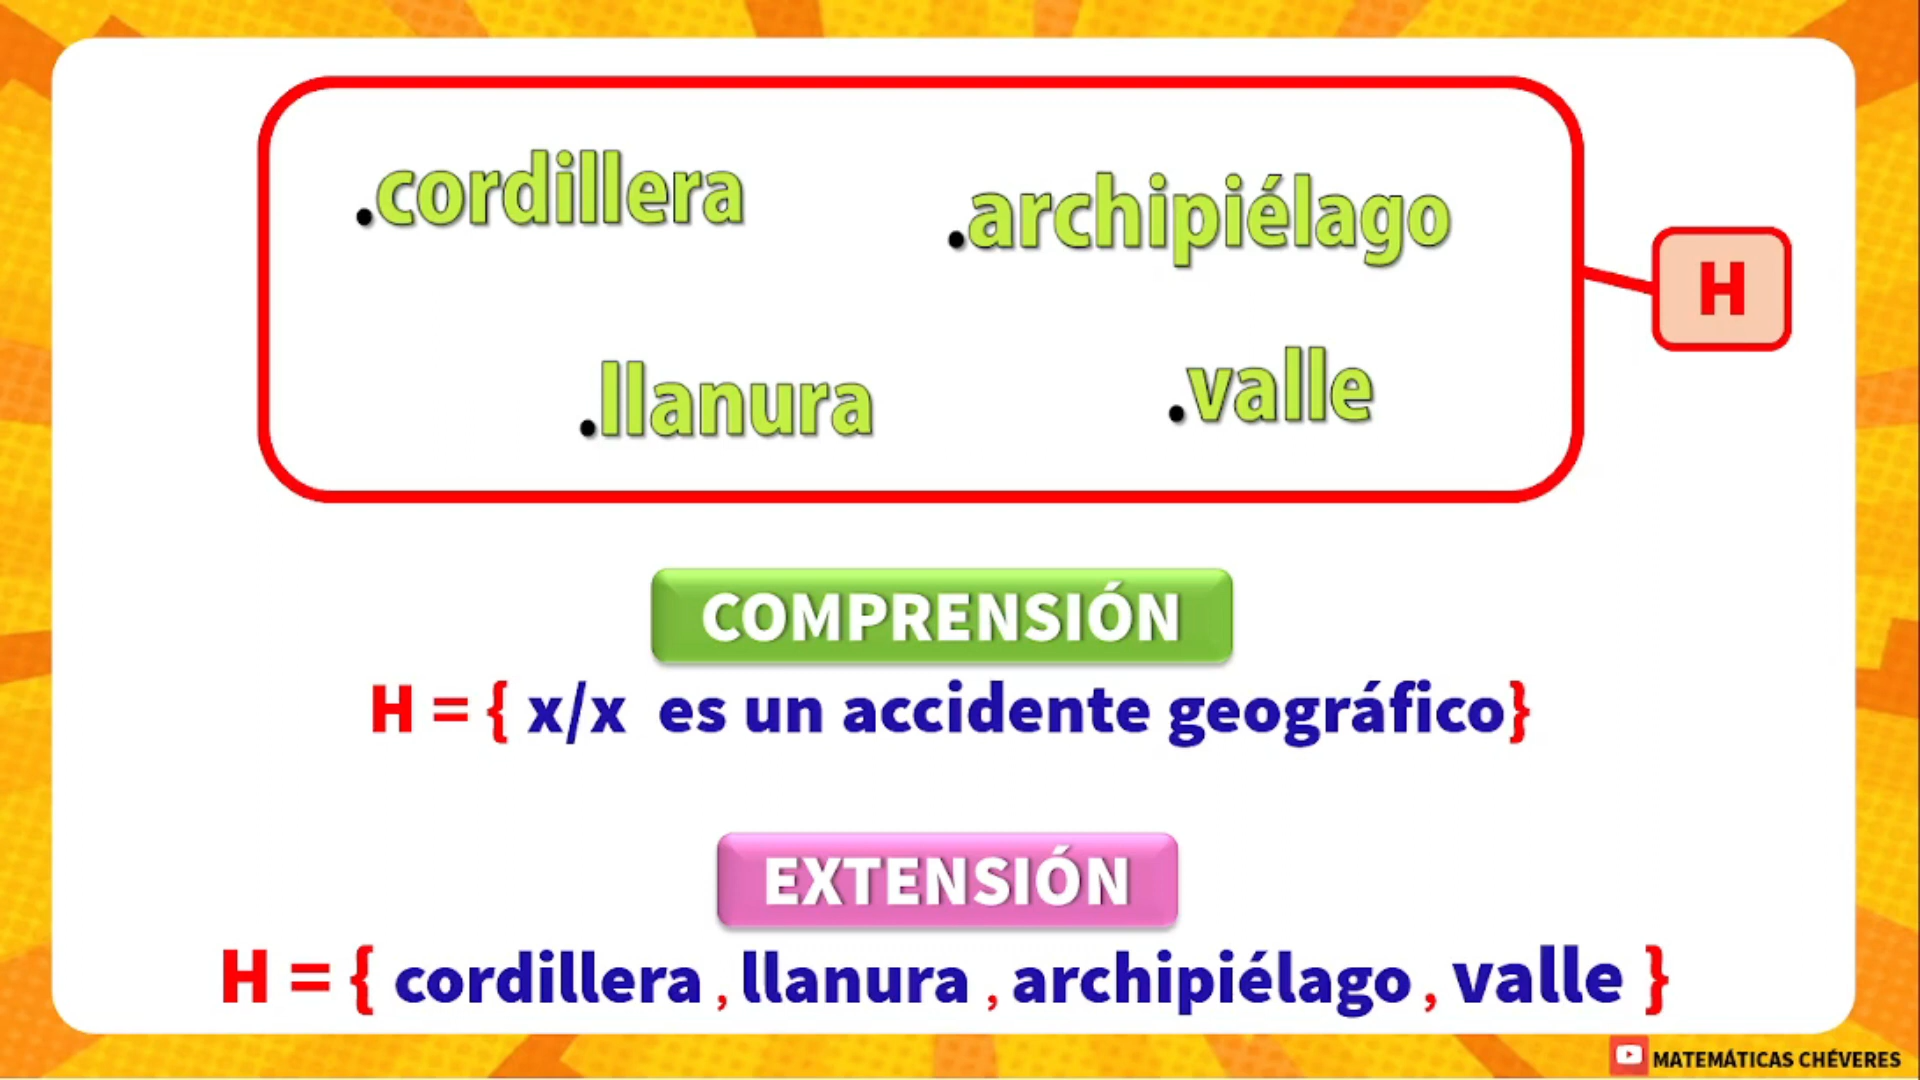 .cordillera
.archipiélago
H
.llanura
.valle
COMPRENSIÓN
H = { x/x es un accidente geográfico}
EXTENSIÓN
H = { cordillera , llanura , archipiélago , valle }
MATEMÁTICAS CHÉVERES